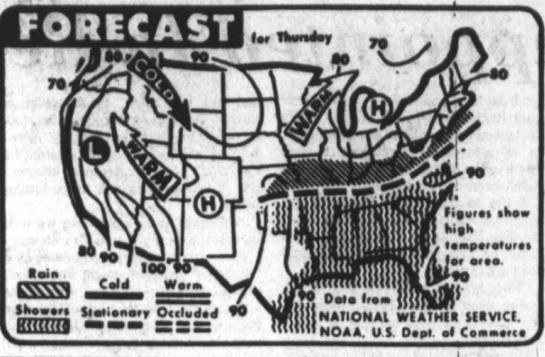 FORECAST
for Thursday
80
90
70
80
70
COLD
80
WARM
H
L
WARM
H
90
80
90
100
90
90
90
90
Figures show
high
temperatures
for area.
Rain
Cold
Warm
Showers
Stationary
Occluded
Data from
NATIONAL WEATHER SERVICE,
NOAA, U.S. Dept. of Commerce